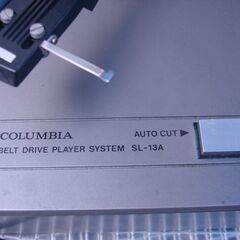 COLUMBIA AUTO CUT ▶
BELT DRIVE PLAYER SYSTEM SL-13A